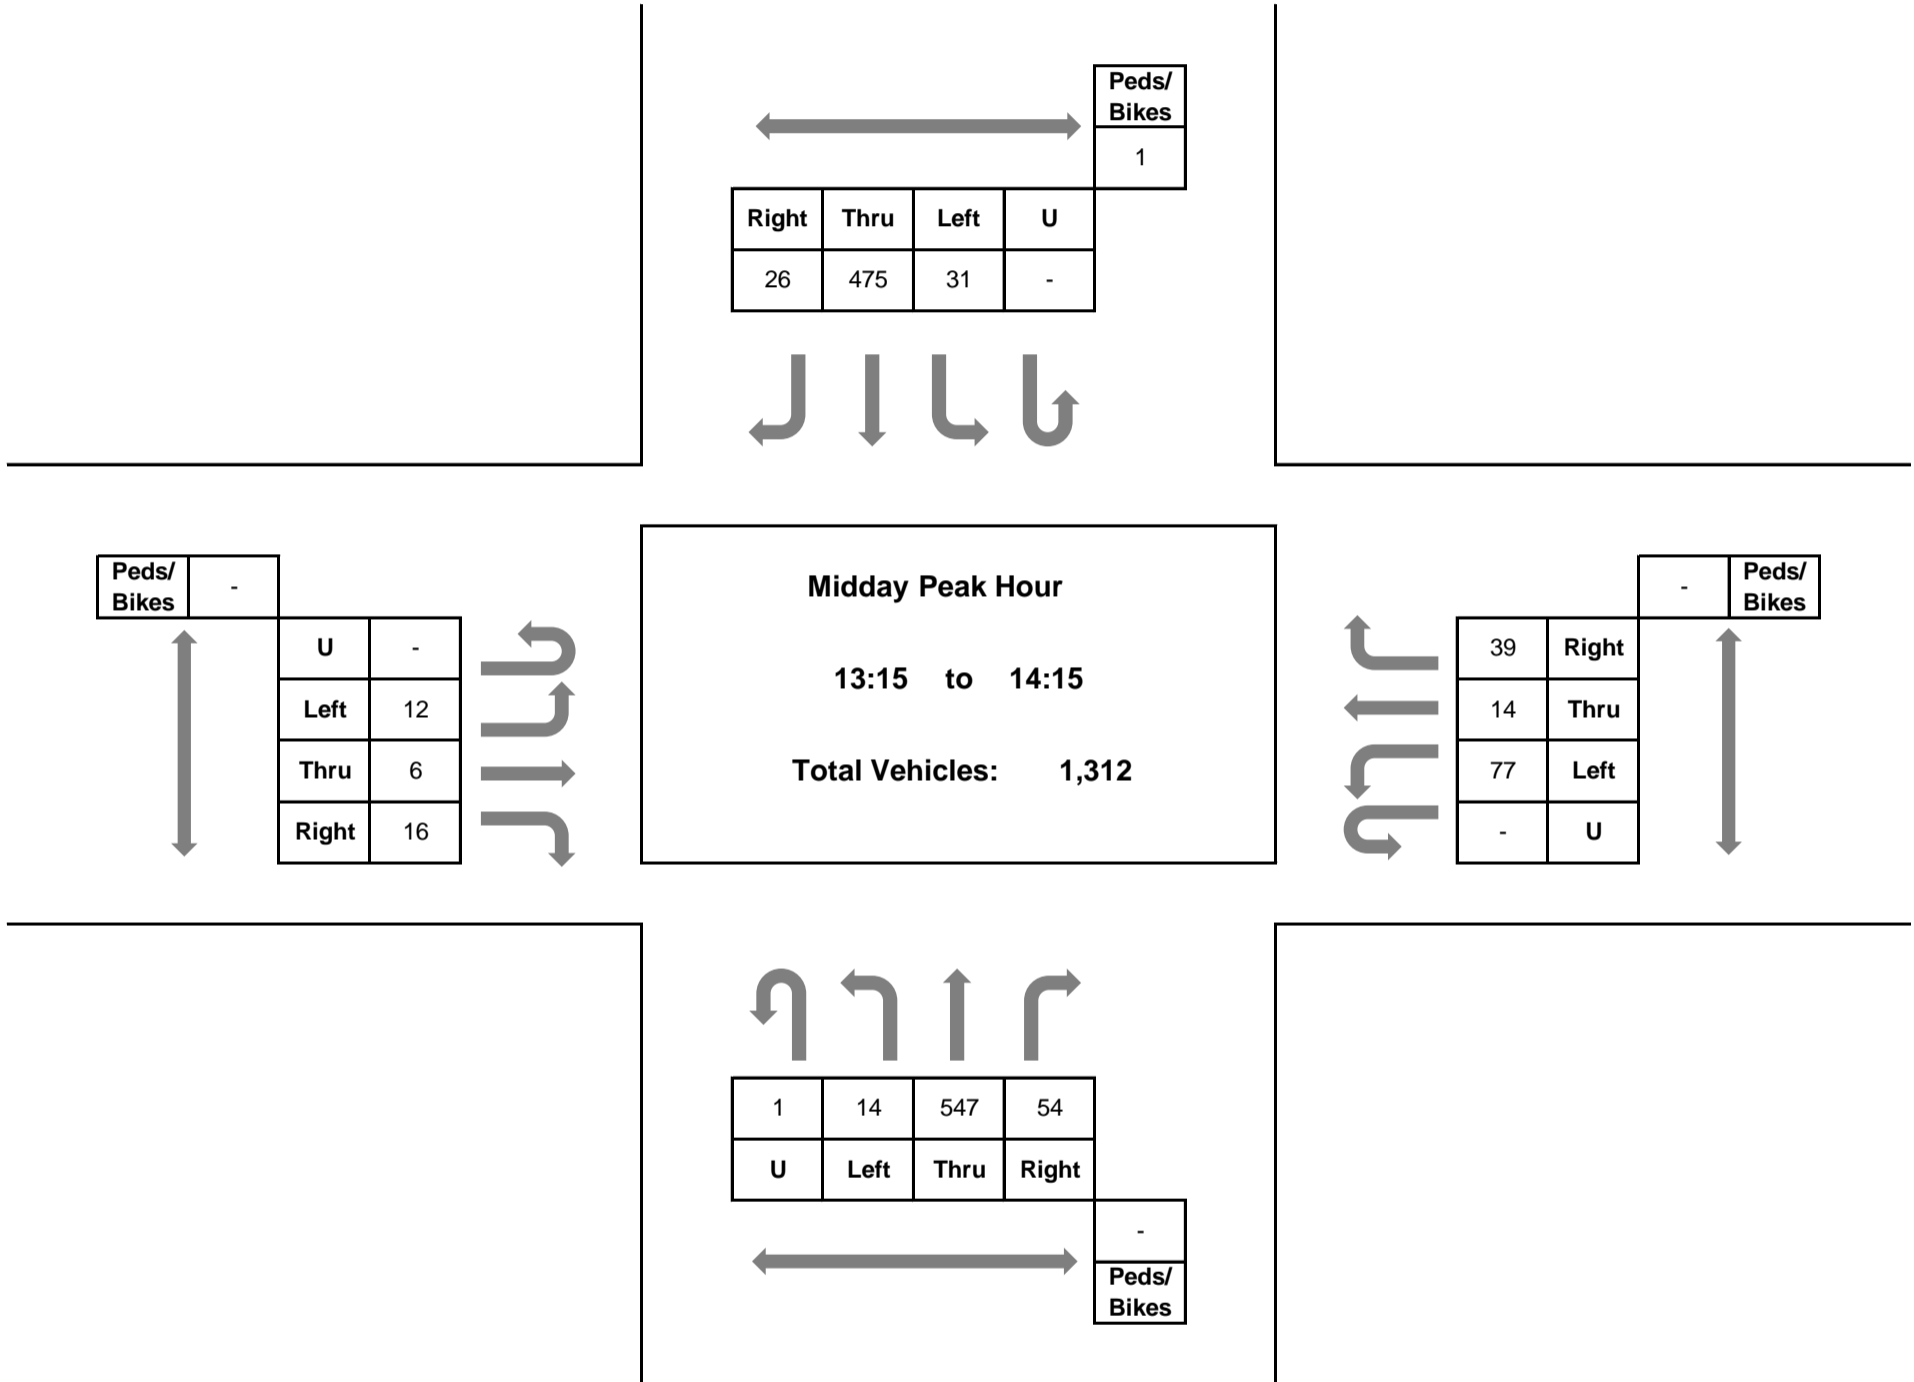 Peds/
Bikes
1
Right Thru Left U
26 475 31 -
Peds/
Bikes
-
U -
Left 12
Thru 6
Right 16
Midday Peak Hour
13:15 to 14:15
Total Vehicles: 1,312
- Peds/
Bikes
39 Right
14 Thru
77 Left
- U
1 14 547 54
U Left Thru Right
-
Peds/
Bikes